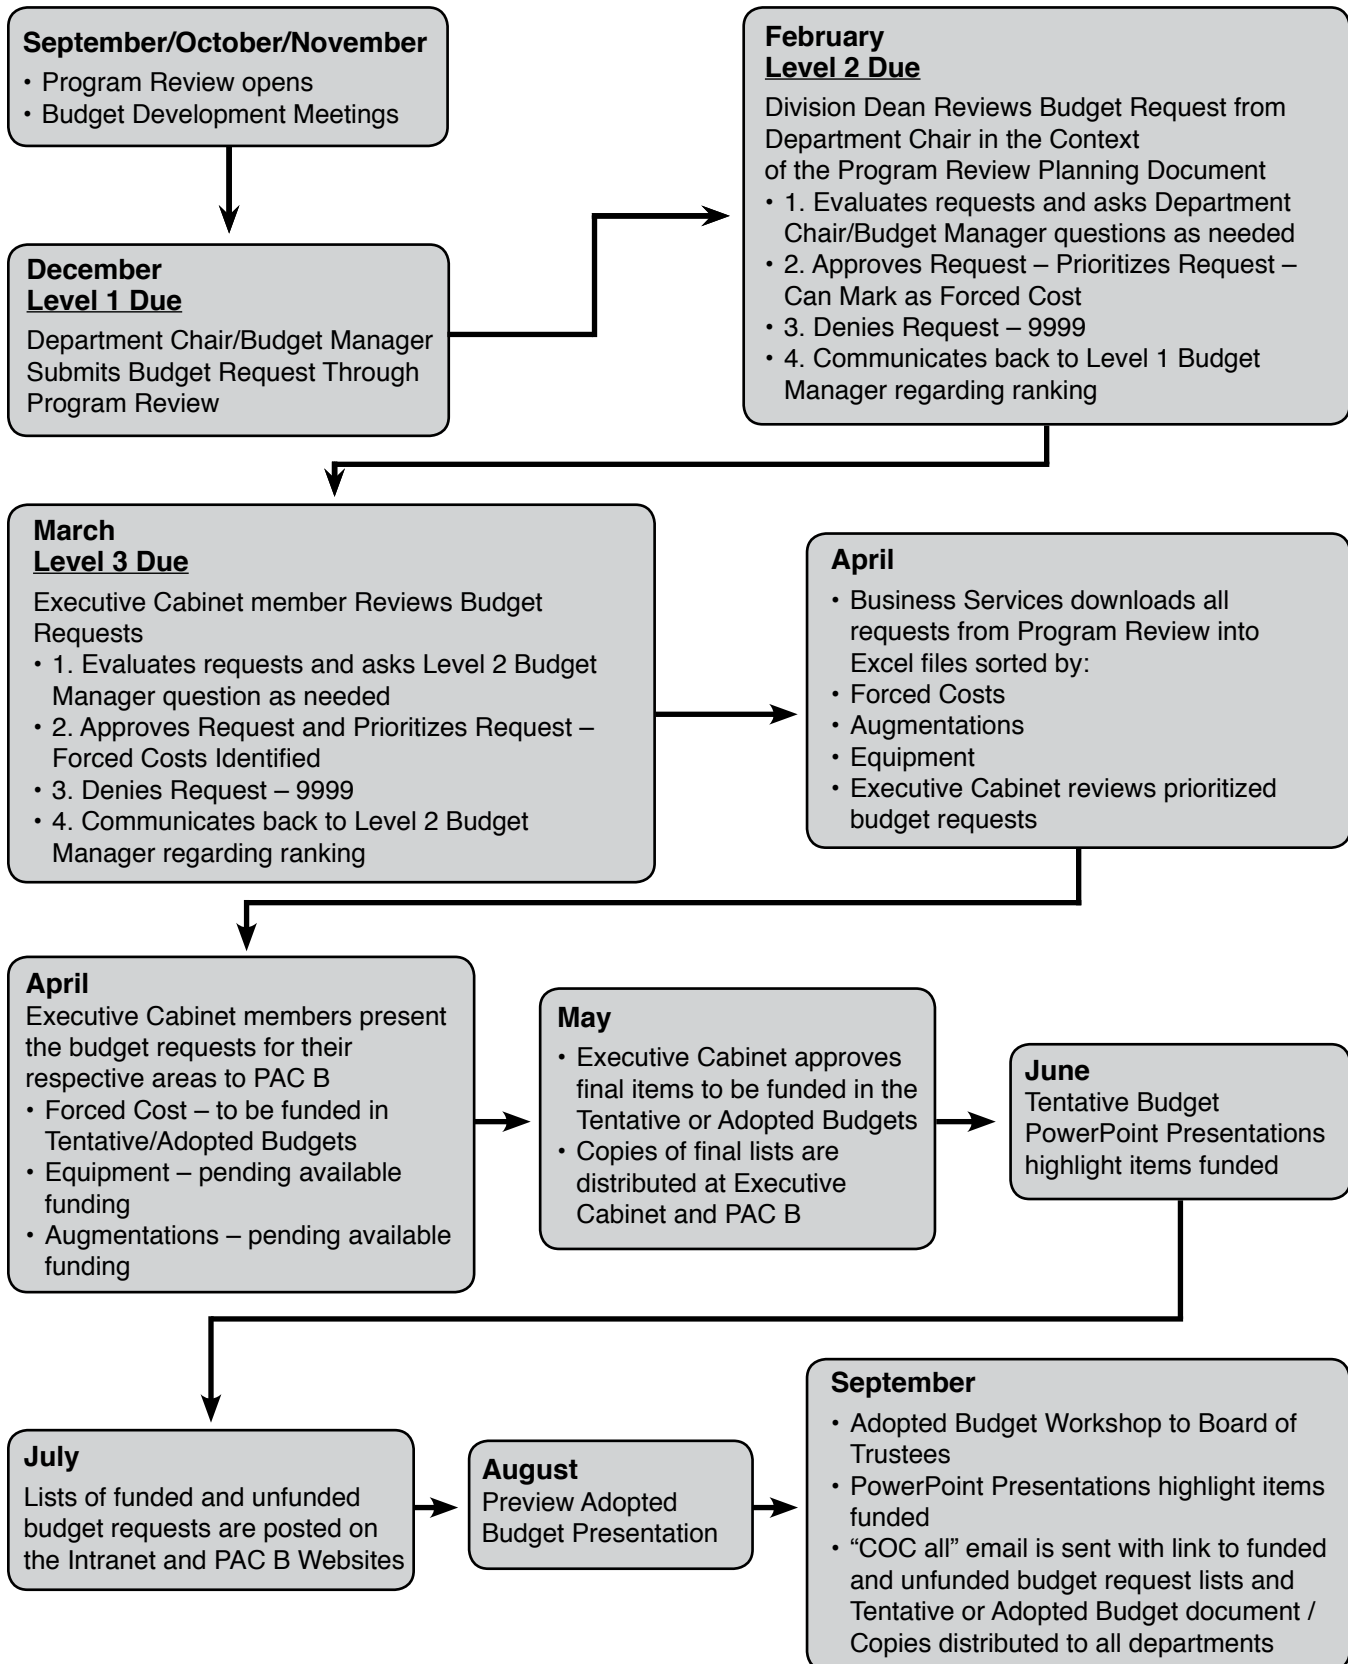 September/October/November
• Program Review opens
• Budget Development Meetings
December
Level 1 Due
Department Chair/Budget Manager
Submits Budget Request Through
Program Review
February
Level 2 Due
Division Dean Reviews Budget Request from
Department Chair in the Context
of the Program Review Planning Document
• 1. Evaluates requests and asks Department
Chair/Budget Manager questions as needed
• 2. Approves Request – Prioritizes Request –
Can Mark as Forced Cost
• 3. Denies Request – 9999
• 4. Communicates back to Level 1 Budget
Manager regarding ranking
March
Level 3 Due
Executive Cabinet member Reviews Budget
Requests
• 1. Evaluates requests and asks Level 2 Budget
Manager question as needed
• 2. Approves Request and Prioritizes Request –
Forced Costs Identified
• 3. Denies Request – 9999
• 4. Communicates back to Level 2 Budget
Manager regarding ranking
April
• Business Services downloads all
requests from Program Review into
Excel files sorted by:
• Forced Costs
• Augmentations
• Equipment
• Executive Cabinet reviews prioritized
budget requests
April
Executive Cabinet members present
the budget requests for their
respective areas to PAC B
• Forced Cost – to be funded in
Tentative/Adopted Budgets
• Equipment – pending available
funding
• Augmentations – pending available
funding
May
• Executive Cabinet approves
final items to be funded in the
Tentative or Adopted Budgets
• Copies of final lists are
distributed at Executive
Cabinet and PAC B
June
Tentative Budget
PowerPoint Presentations
highlight items funded
July
Lists of funded and unfunded
budget requests are posted on
the Intranet and PAC B Websites
August
Preview Adopted
Budget Presentation
September
• Adopted Budget Workshop to Board of
Trustees
• PowerPoint Presentations highlight items
funded
• “COC all” email is sent with link to funded
and unfunded budget request lists and
Tentative or Adopted Budget document /
Copies distributed to all departments